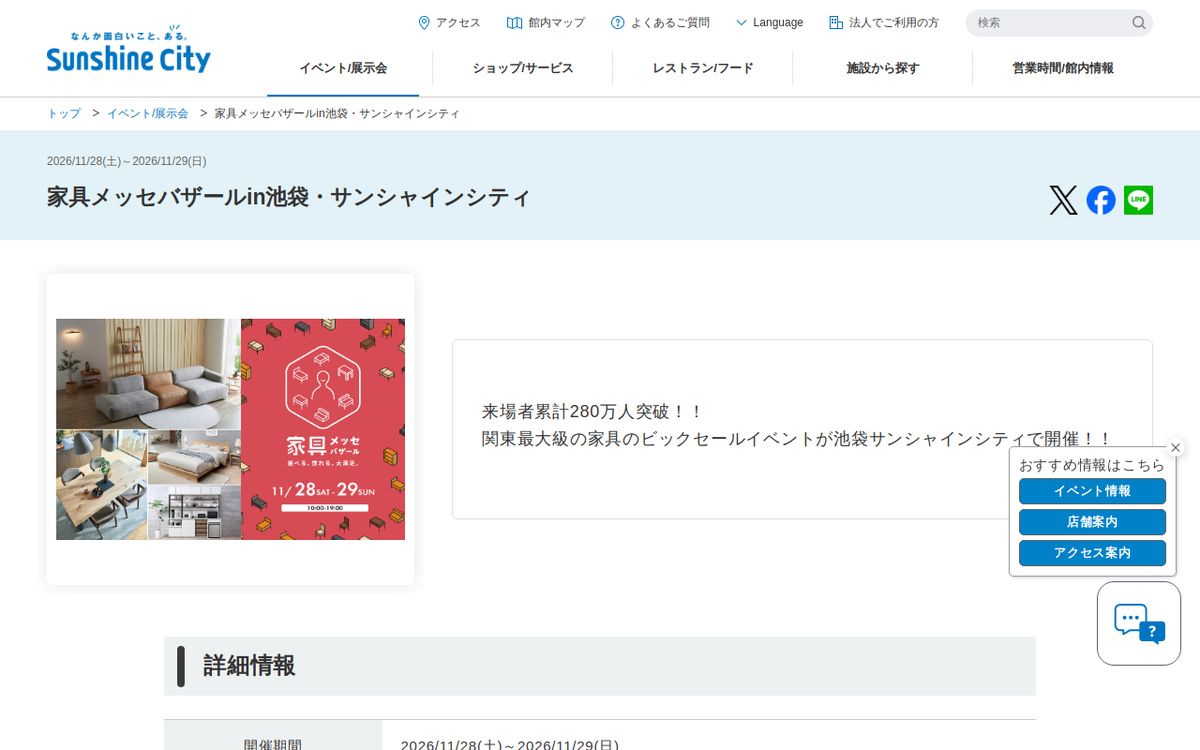 なんか面白いこと、ある。
Sunshine City
アクセス
館内マップ
よくあるご質問
Language
法人でご利用の方
検索
イベント/展示会
ショップ/サービス
レストラン/フード
施設から探す
営業時間/館内情報
トップ > イベント/展示会 > 家具メッセバザールin池袋・サンシャインシティ
2026/11/28(土)～2026/11/29(日)
家具メッセバザールin池袋・サンシャインシティ
LINE
家具メッセバザール
選べる、惚れる、大満足。
11/28SAT-29SUN
10:00-19:00
来場者累計280万人突破！！
関東最大級の家具のビックセールイベントが池袋サンシャインシティで開催！！
おすすめ情報はこちら
イベント情報
店舗案内
アクセス案内
?
詳細情報
開催期間
2026/11/28(土)～2026/11/29(日)